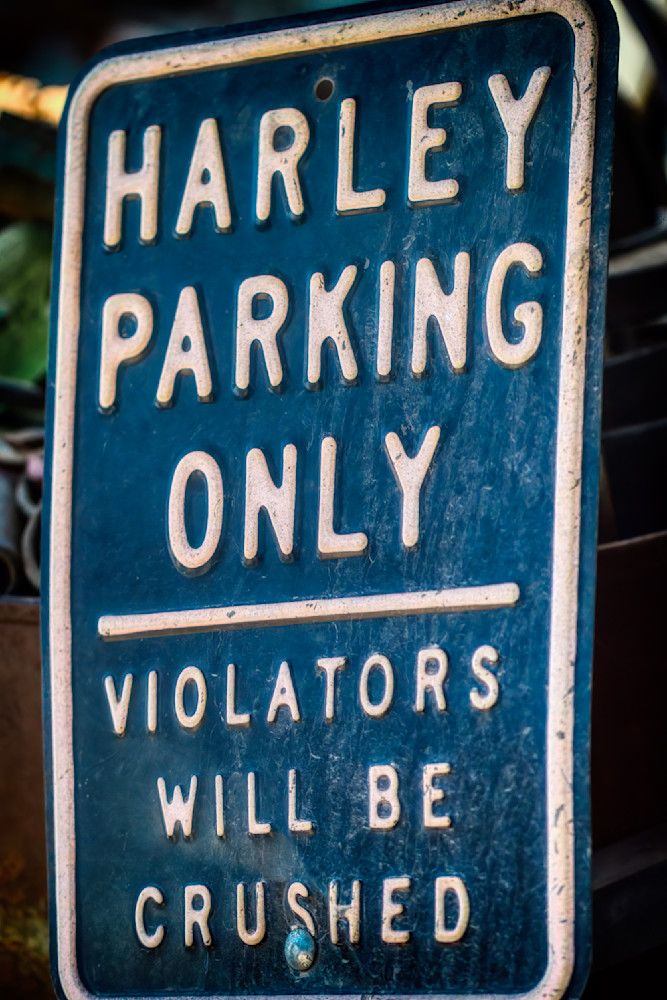 HARLEY
PARKING
ONLY
VIOLATORS
WILL BE
CRUSHED